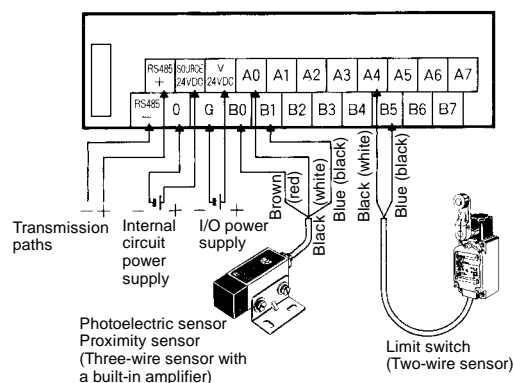 RS485 SOURCE V A0 A1 A2 A3 A4 A5 A6 A7
+ 24VDC 24VDC
RS485 0 G B0 B1 B2 B3 B4 B5 B6 B7
−
Brown
(red)
Black (white)
Blue (black)
Black (white)
Blue (black)
− + − + − +
Transmission
paths
Internal
circuit
power
supply
I/O power
supply
Photoelectric sensor
Proximity sensor
(Three-wire sensor with
a built-in amplifier)
Limit switch
(Two-wire sensor)